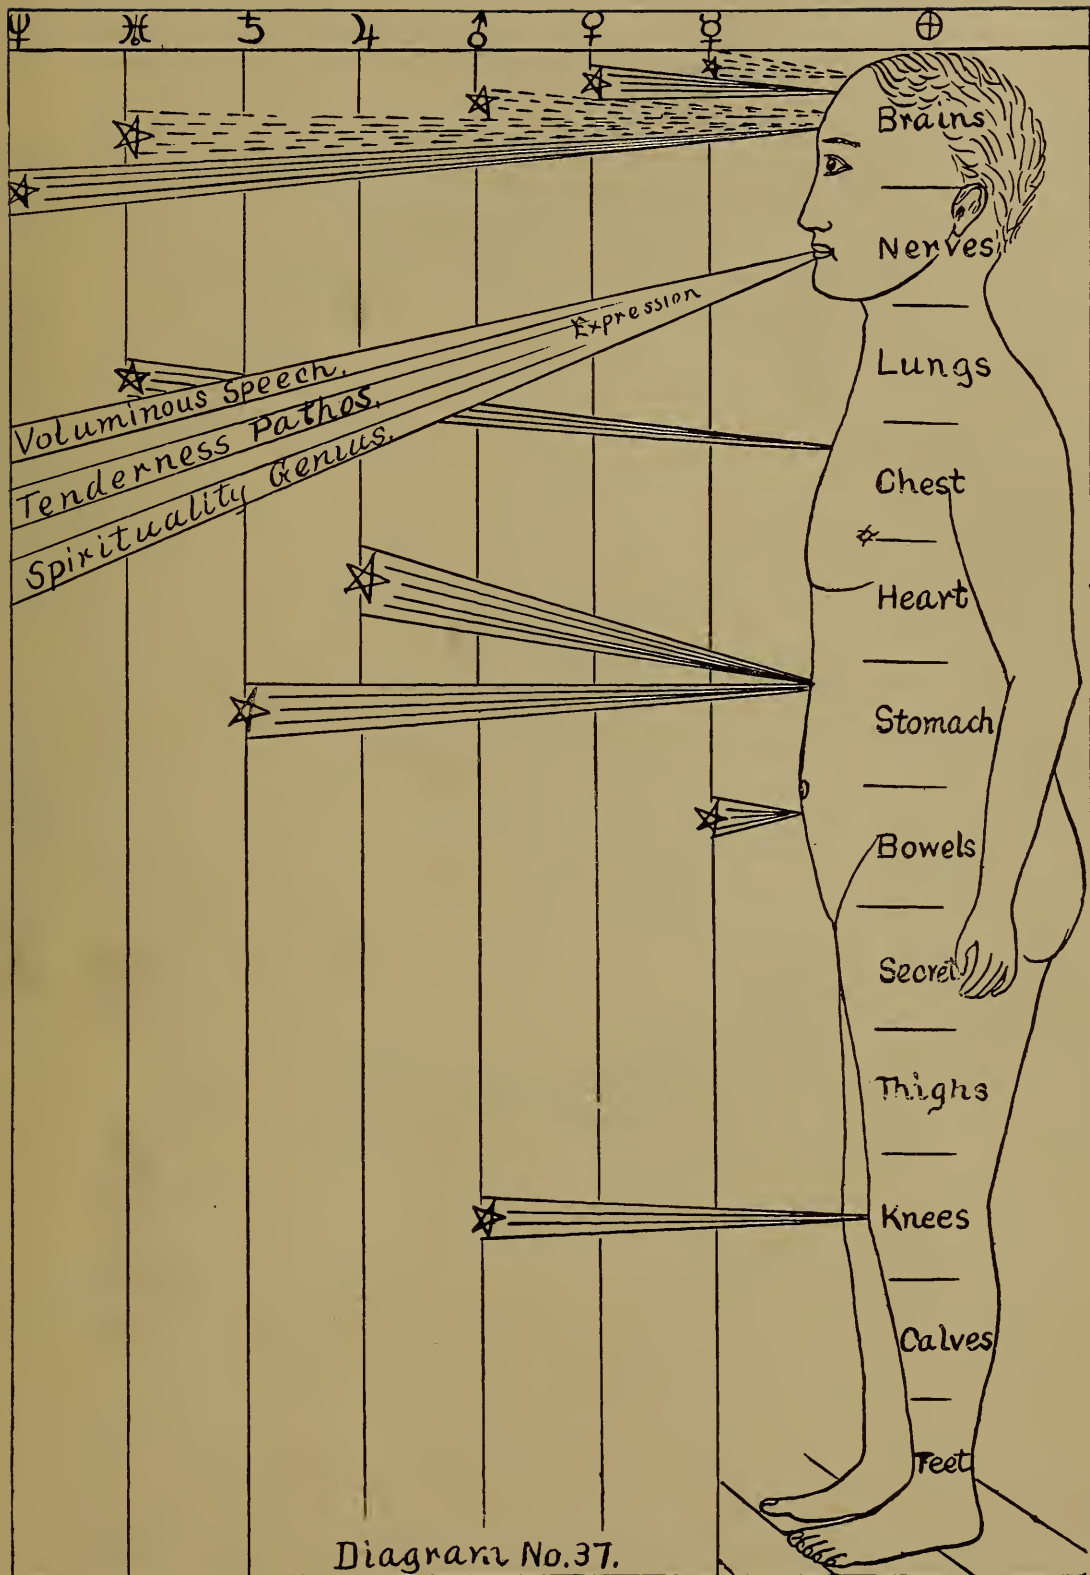 ♆ ♅ ♄ ♃ ♂ ♀ ☿ ⊕
Brains
Nerves
Lungs
Chest
Heart
Stomach
Bowels
Secret
Thighs
Knees
Calves
Feet
Expression
Voluminous Speech.
Tenderness Pathos.
Spirituality Genius.
Diagram No.37.